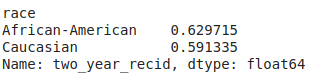 race
African-American    0.629715
Caucasian           0.591335
Name: two_year_recid, dtype: float64